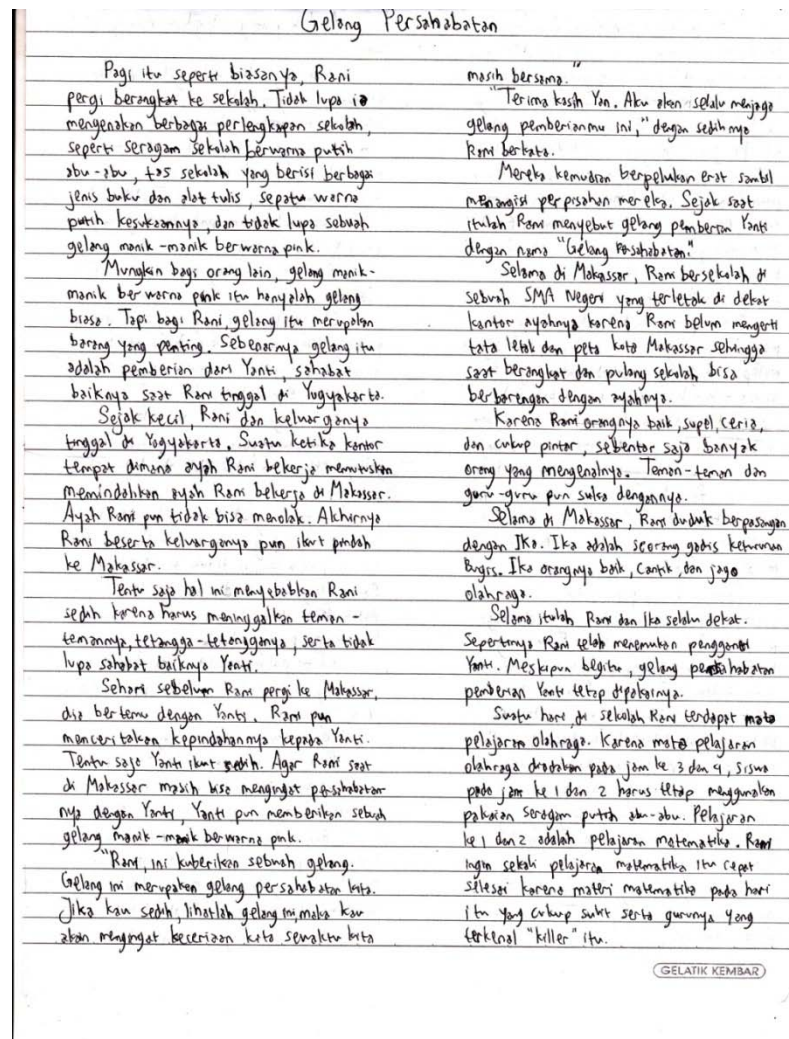 Gelang Persahabatan
Pagi itu seperti biasanya, Rani
pergi berangkat ke sekolah. Tidak lupa ia
mengenakan berbagai perlengkapan sekolah,
seperti seragam sekolah berwarna putih
abu-abu, tas sekolah yang berisi berbagai
jenis buku dan alat tulis, sepatu warna
putih kesukaannya, dan tidak lupa sebuah
gelang manik-manik berwarna pink.
Mungkin bagi orang lain, gelang manik-
manik berwarna pink itu hanyalah gelang
biasa. Tapi bagi Rani, gelang itu merupakan
barang yang penting. Sebenarnya gelang itu
adalah pemberian dari Yanti, sahabat
baiknya saat Rani tinggal di Yogyakarta.
Sejak kecil, Rani dan keluarganya
tinggal di Yogyakarta. Suatu ketika kantor
tempat dimana ayah Rani bekerja memutuskan
memindahkan ayah Rani bekerja di Makassar.
Ayah Rani pun tidak bisa menolak. Akhirnya
Rani beserta keluarganya pun ikut pindah
ke Makassar.
Tentu saja hal ini menyebabkan Rani
sedih karena harus meninggalkan teman-
temannya, tetangga-tetangganya, serta tidak
lupa sahabat baiknya Yanti.
Sehari sebelum Rani pergi ke Makassar,
dia bertemu dengan Yanti. Rani pun
menceritakan kepindahannya kepada Yanti.
Tentu saja Yanti ikut sedih. Agar Rani saat
di Makassar masih bisa mengingat persahabatan
nya dengan Yanti, Yanti pun memberikan sebuah
gelang manik-manik berwarna pink.
"Rani, ini kuberikan sebuah gelang.
Gelang ini merupakan gelang persahabatan kita.
Jika kau sedih, lihatlah gelang ini, maka kau
akan mengingat keceriaan kita sewaktu kita
masih bersama."
"Terima kasih Yan. Aku akan selalu menjaga
gelang pemberianmu ini," dengan sedihnya
Rani berkata.
Mereka kemudian berpelukan erat sambil
menangisi perpisahan mereka. Sejak saat
itulah Rani menyebut gelang pemberian Yanti
dengan nama "Gelang Persahabatan."
Selama di Makassar, Rani bersekolah di
sebuah SMA Negeri yang terletak di dekat
kantor ayahnya karena Rani belum mengerti
tata letak dan peta kota Makassar sehingga
saat berangkat dan pulang sekolah bisa
berbarengan dengan ayahnya.
Karena Rani orangnya baik, supel, ceria,
dan cukup pintar, sebentar saja banyak
orang yang mengenalnya. Teman-teman dan
guru-guru pun suka dengannya.
Selama di Makassar, Rani duduk berpasangan
dengan Ika. Ika adalah seorang gadis keturunan
Bugis. Ika orangnya baik, cantik, dan jago
olahraga.
Selama itulah Rani dan Ika selalu dekat.
Sepertinya Rani telah menemukan pengganti
Yanti. Meskipun begitu, gelang persahabatan
pemberian Yanti tetap dipakainya.
Suatu hari, di sekolah Rani terdapat mata
pelajaran olahraga. Karena mata pelajaran
olahraga diadakan pada jam ke 3 dan 4, siswa
pada jam ke 1 dan 2 harus tetap menggunakan
pakaian seragam putih abu-abu. Pelajaran
ke 1 dan 2 adalah pelajaran matematika. Rani
ingin sekali pelajaran matematika itu cepat
selesai karena materi matematika pada hari
itu yang cukup sulit serta gurunya yang
terkenal "killer" itu.
GELATIK KEMBAR